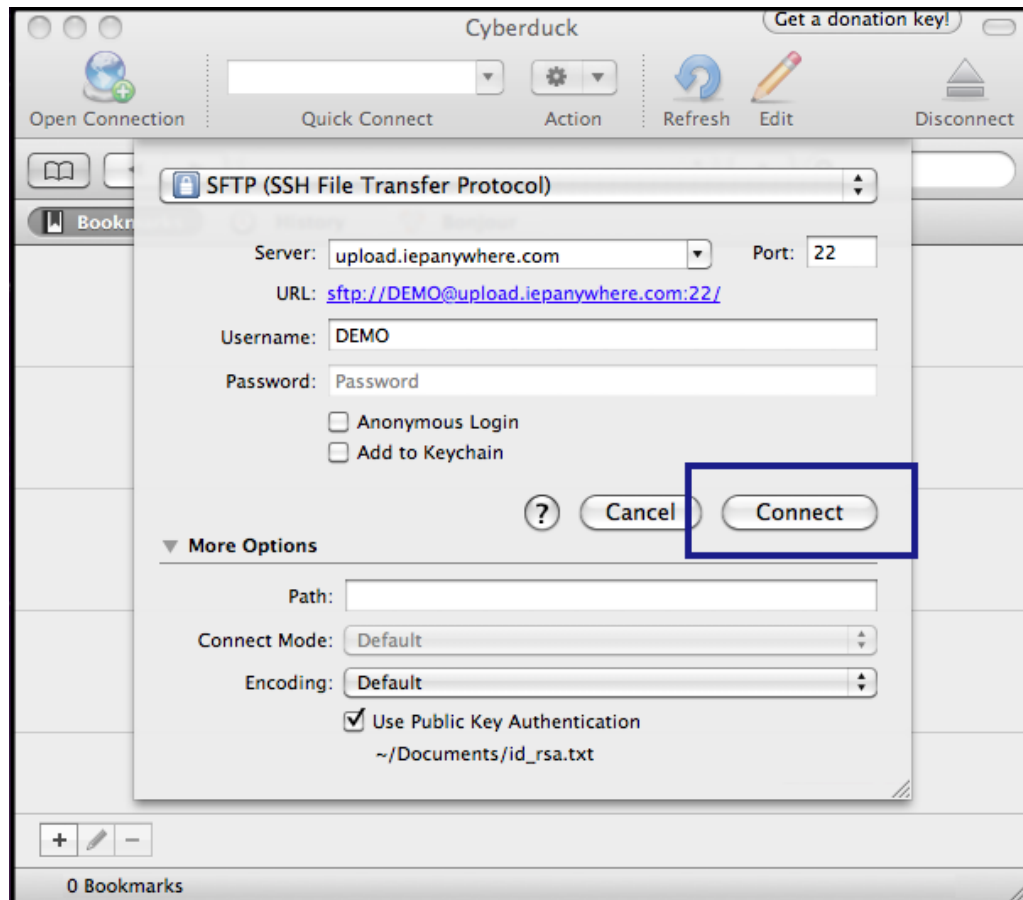 Cyberduck
Get a donation key!
Open Connection
Quick Connect
Action
Refresh
Edit
Disconnect
SFTP (SSH File Transfer Protocol)
Bookm
History
Bonjour
Server: upload.iepanywhere.com Port: 22
URL: sftp://DEMO@upload.iepanywhere.com:22/
Username: DEMO
Password: Password
Anonymous Login
Add to Keychain
? Cancel Connect
More Options
Path:
Connect Mode: Default
Encoding: Default
Use Public Key Authentication
~/Documents/id_rsa.txt
+ −
0 Bookmarks